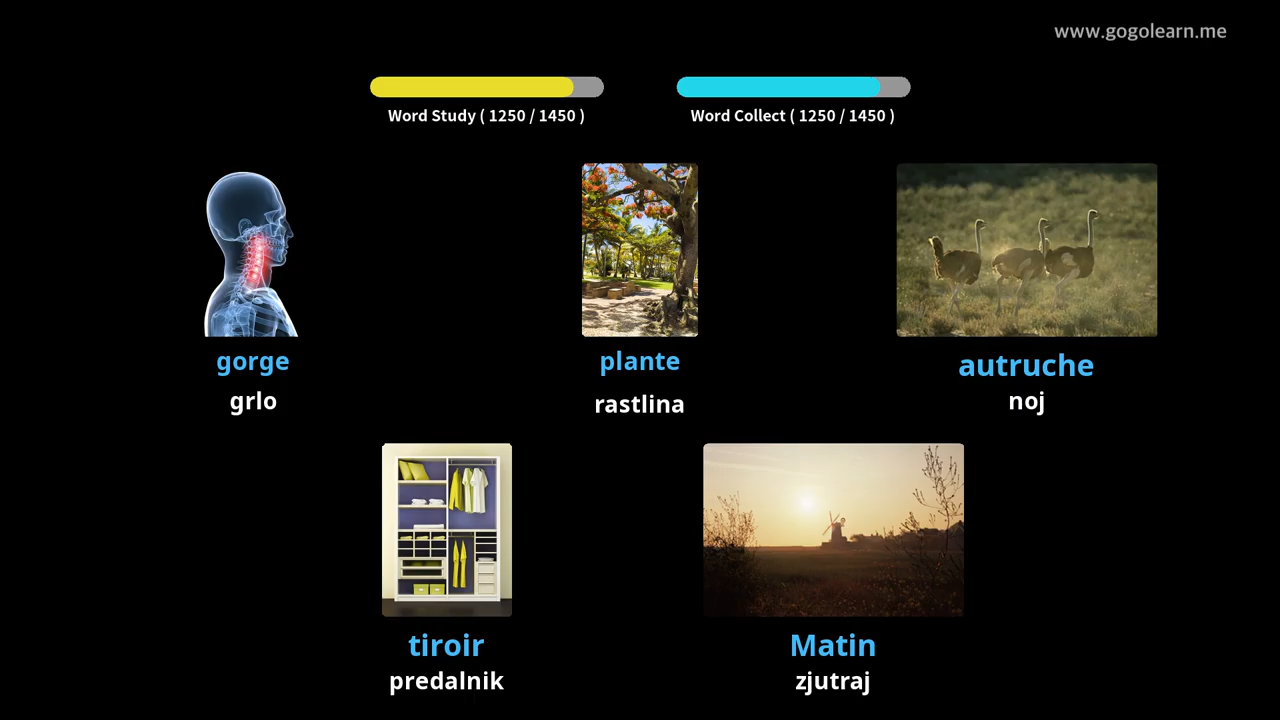 www.gogolearn.me
Word Study ( 1250 / 1450 )
Word Collect ( 1250 / 1450 )
gorge
grlo
plante
rastlina
autruche
noj
tiroir
predalnik
Matin
zjutraj